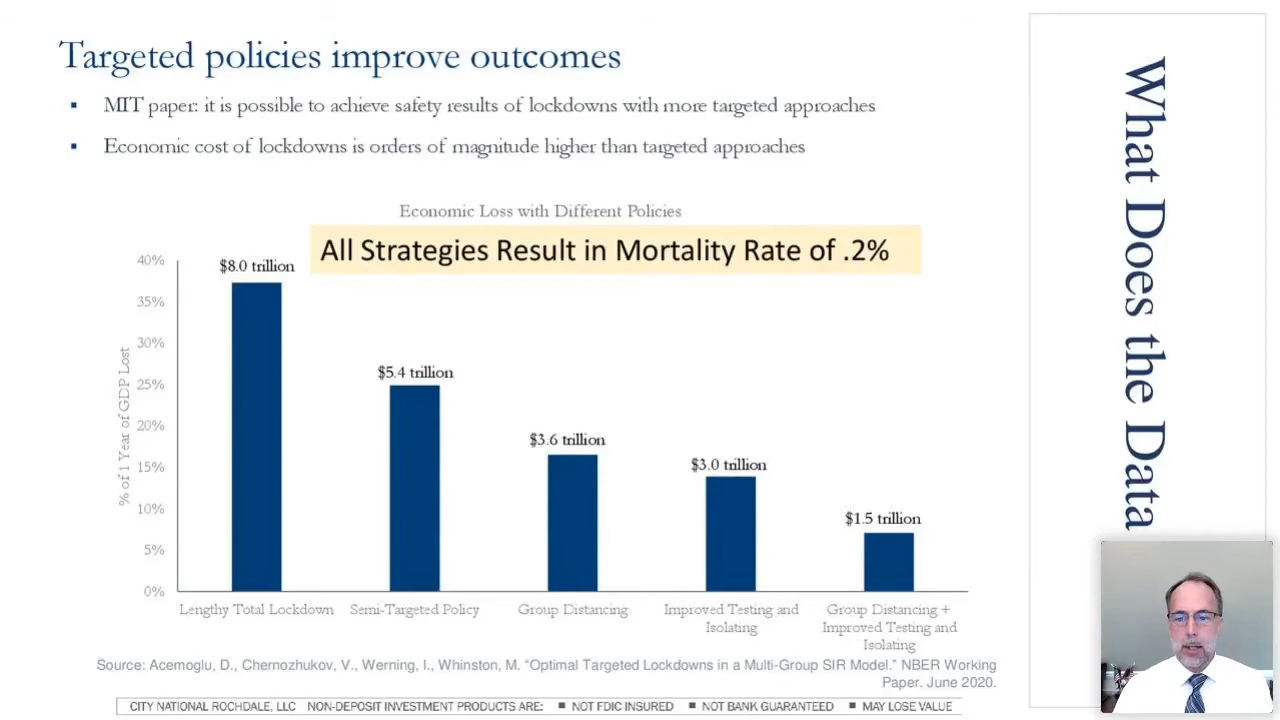 Targeted policies improve outcomes
▪ MIT paper: it is possible to achieve safety results of lockdowns with more targeted approaches
▪ Economic cost of lockdowns is orders of magnitude higher than targeted approaches
Economic Loss with Different Policies
All Strategies Result in Mortality Rate of .2%
% of 1 Year of GDP Lost
40%
35%
30%
25%
20%
15%
10%
5%
0%
$8.0 trillion
$5.4 trillion
$3.6 trillion
$3.0 trillion
$1.5 trillion
Lengthy Total Lockdown
Semi-Targeted Policy
Group Distancing
Improved Testing and
Isolating
Group Distancing +
Improved Testing and
Isolating
Source: Acemoglu, D., Chernozhukov, V., Werning, I., Whinston, M. “Optimal Targeted Lockdowns in a Multi-Group SIR Model.” NBER Working
Paper. June 2020.
CITY NATIONAL ROCHDALE, LLC NON-DEPOSIT INVESTMENT PRODUCTS ARE: ■ NOT FDIC INSURED ■ NOT BANK GUARANTEED ■ MAY LOSE VALUE
What Does the Data